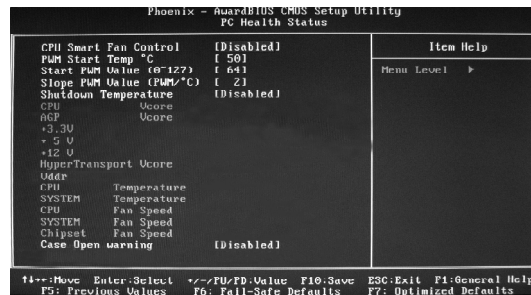 Phoenix - AwardBIOS CMOS Setup Utility
PC Health Status
CPU Smart Fan Control [Disabled]
PWM Start Temp °C [ 50]
Start PWM Value (0~127) [ 64]
Slope PWM Value (PWM/°C) [ 2]
Shutdown Temperature [Disabled]
CPU Vcore
AGP Vcore
+3.3V
+ 5 V
+12 V
HyperTransport Vcore
Vddr
CPU Temperature
SYSTEM Temperature
CPU Fan Speed
SYSTEM Fan Speed
Chipset Fan Speed
Case Open warning [Disabled]
Item Help
Menu Level ▸
↑↓→←:Move Enter:Select +/-/PU/PD:Value F10:Save ESC:Exit F1:General Help
F5: Previous Values F6: Fail-Safe Defaults F7: Optimized Defaults